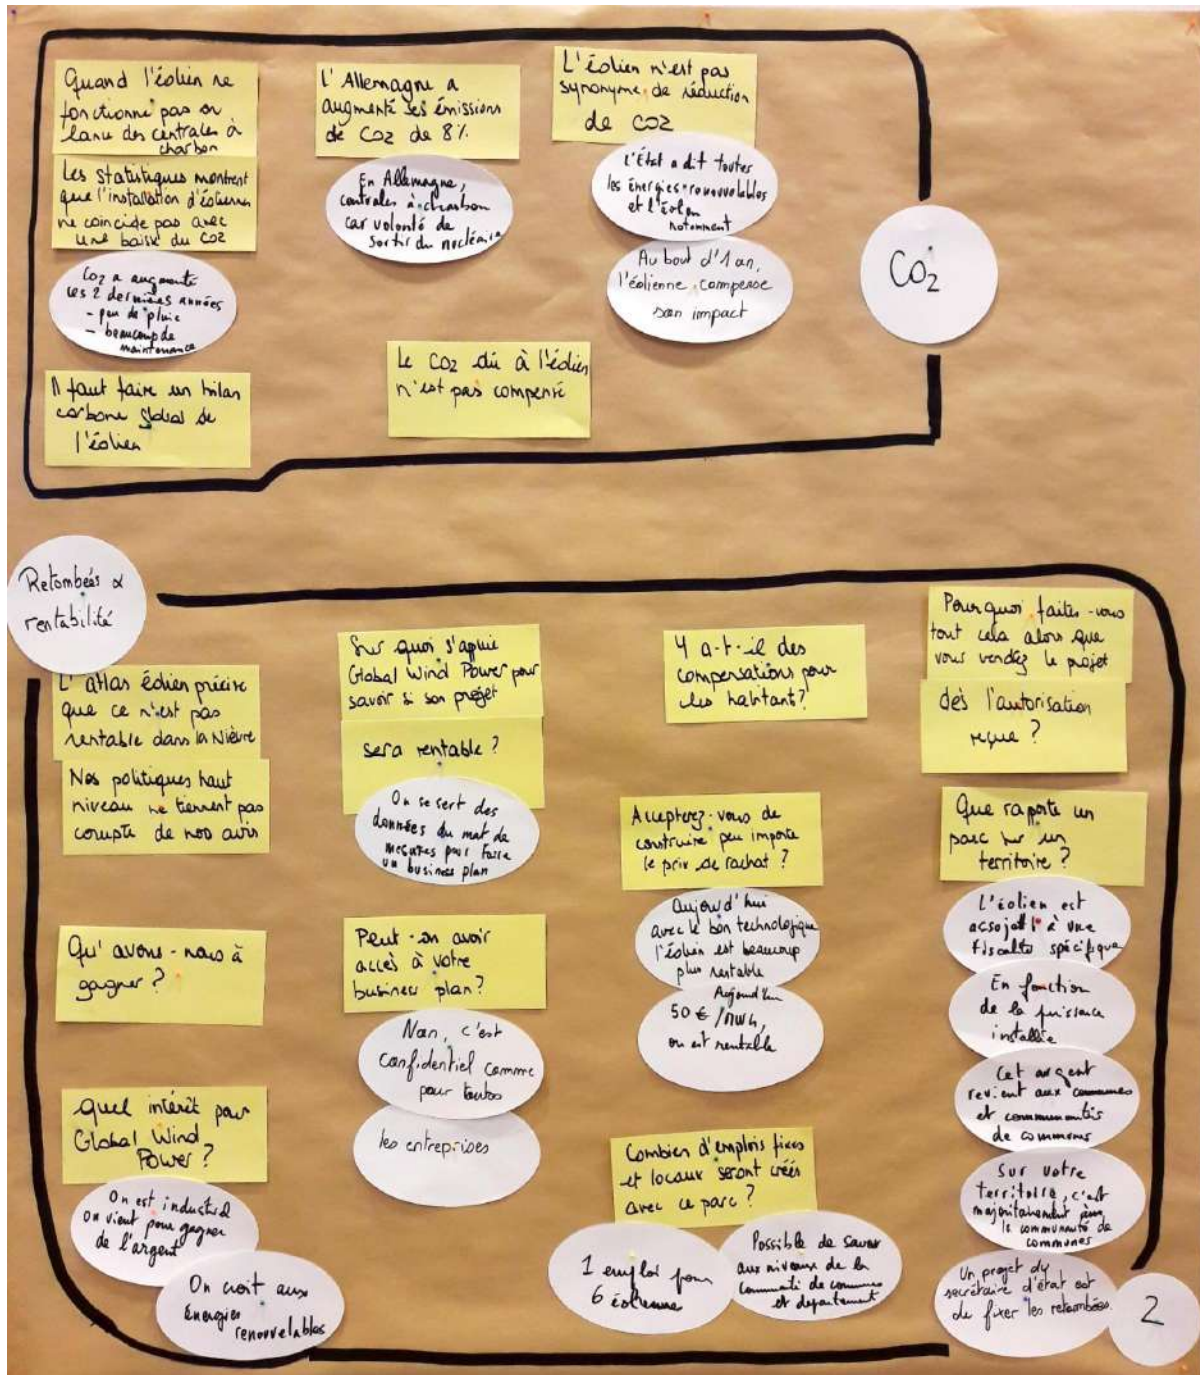 Quand l'éolien ne
fonctionne pas on
lance des centrales à
charbon
Les statistiques montrent
que l'installation d'éoliennes
ne coïncide pas avec
une baisse du CO2
CO2 a augmenté
les 2 dernières années
- peu de pluie
- beaucoup de
maintenance
Il faut faire un bilan
carbone global de
l'éolien
L'Allemagne a
augmenté ses émissions
de CO2 de 8%
En Allemagne,
centrales à charbon
car volonté de
sortir du nucléaire
Le CO2 dû à l'éolien
n'est pas compensé
L'éolien n'est pas
synonyme de réduction
de CO2
L'État a dit toutes
les énergies renouvelables
et l'éolien
notamment
Au bout d'1 an,
l'éolienne compense
son impact
CO2
Retombées &
rentabilité
L'atlas éolien précise
que ce n'est pas
rentable dans la Nièvre
Nos politiques haut
niveau ne tiennent pas
compte de nos avis
Qu'avons-nous à
gagner ?
Quel intérêt pour
Global Wind
Power ?
On est industriel
On vient pour gagner
de l'argent
On croit aux
énergies
renouvelables
Sur quoi s'apuie
Global Wind Power pour
savoir si son projet
sera rentable ?
On se sert des
données du mat de
mesures pour faire
un business plan
Peut-on avoir
accès à votre
business plan ?
Non, c'est
confidentiel comme
pour toutes
les entreprises
Y a-t-il des
compensations pour
les habitants ?
Accepterez-vous de
construire peu importe
le prix de rachat ?
Aujourd'hui
avec le bon technologique
l'éolien est beaucoup
plus rentable
Aujourd'hui
50 € /MWh,
on est rentable
Combien d'emplois fixes
et locaux seront créés
avec ce parc ?
1 emploi pour
6 éolienne
Possible de savoir
aux niveaux de la
communauté de communes
et département
Pourquoi faites-vous
tout cela alors que
vous vendez le projet
dès l'autorisation
reçue ?
Que raporte un
parc sur un
territoire ?
L'éolien est
assojetti à une
fiscalité spécifique
En fonction
de la puissance
installée
Cet argent
revient aux communes
et communautés
de communes
Sur votre
territoire, c'est
majoritairement pour
la communauté de
communes
Un projet du
secrétaire d'état est
de fixer les retombées
2